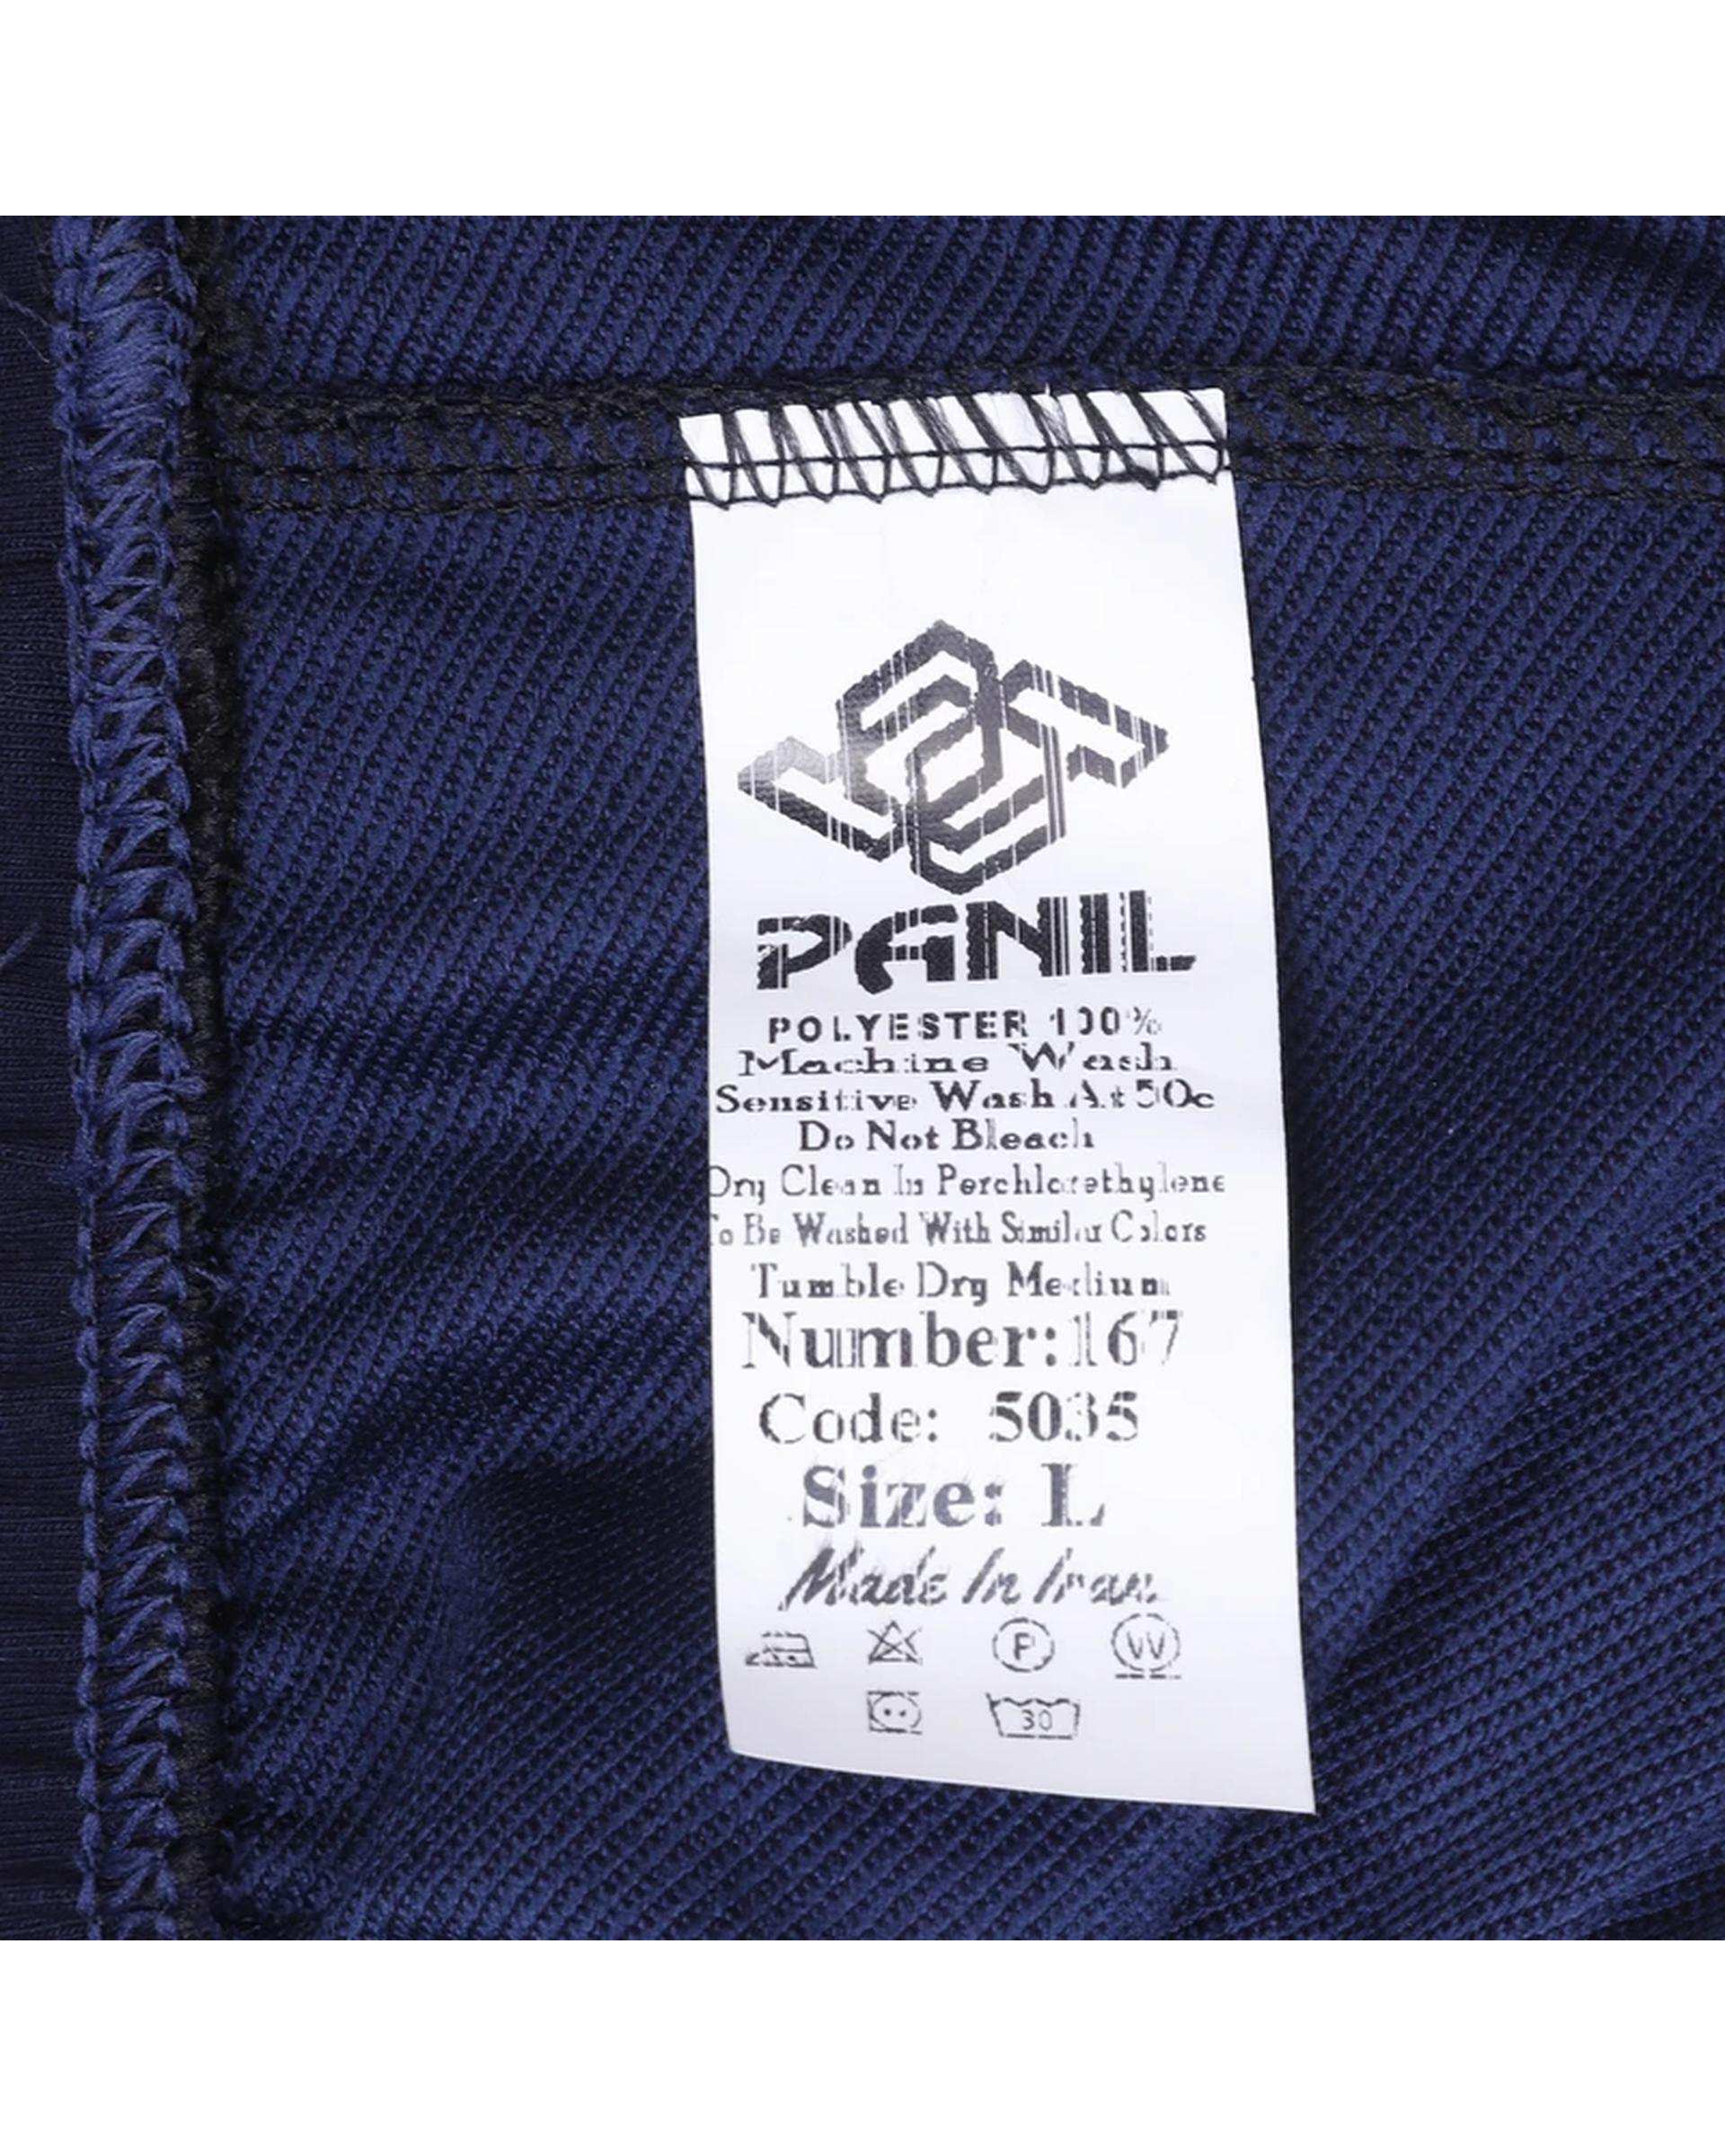 PANIL
POLYESTER 100%
Machine Wash
Sensitive Wash At 50c
Do Not Bleach
Dry Clean In Perchlorethylene
To Be Washed With Similar Colors
Tumble Dry Medium
Number:167
Code: 5035
Size: L
Made In Iran
P W
30